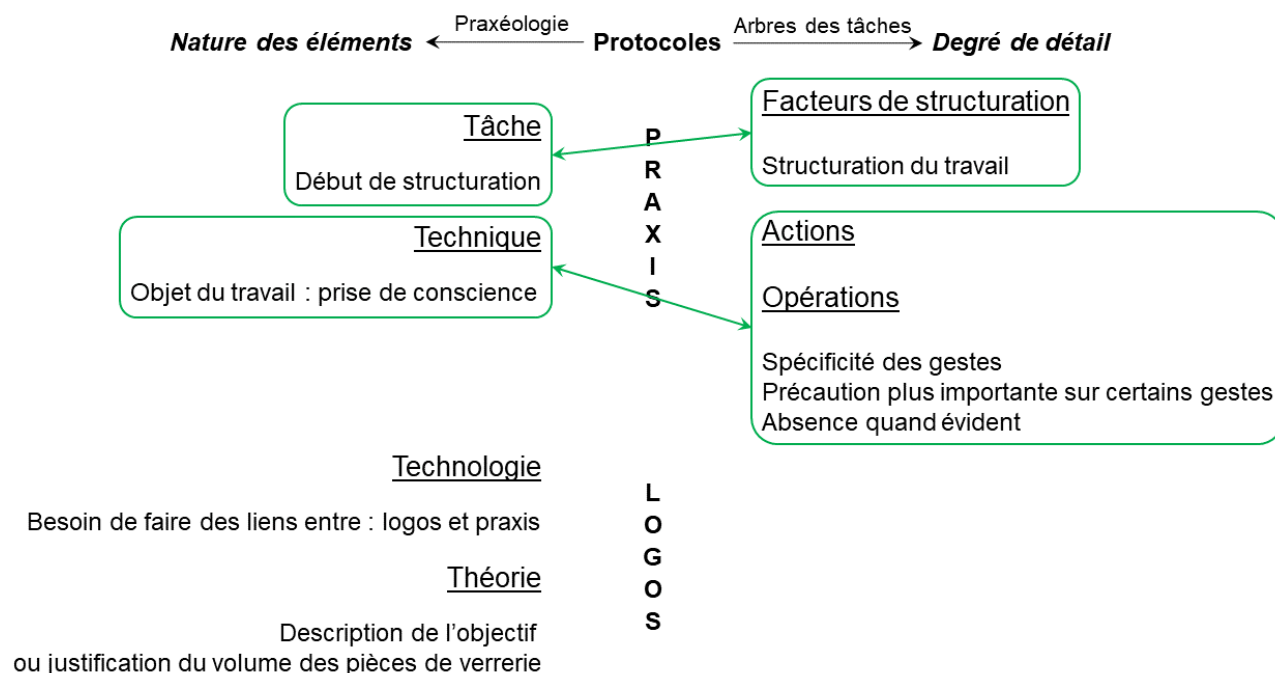 Praxéologie
Arbres des tâches
Nature des éléments
Protocoles
Degré de détail
Tâche
Début de structuration
Technique
Objet du travail : prise de conscience
PRAXIS
Facteurs de structuration
Structuration du travail
Actions
Opérations
Spécificité des gestes
Précaution plus importante sur certains gestes
Absence quand évident
Technologie
Besoin de faire des liens entre : logos et praxis
Théorie
Description de l’objectif
ou justification du volume des pièces de verrerie
LOGOS